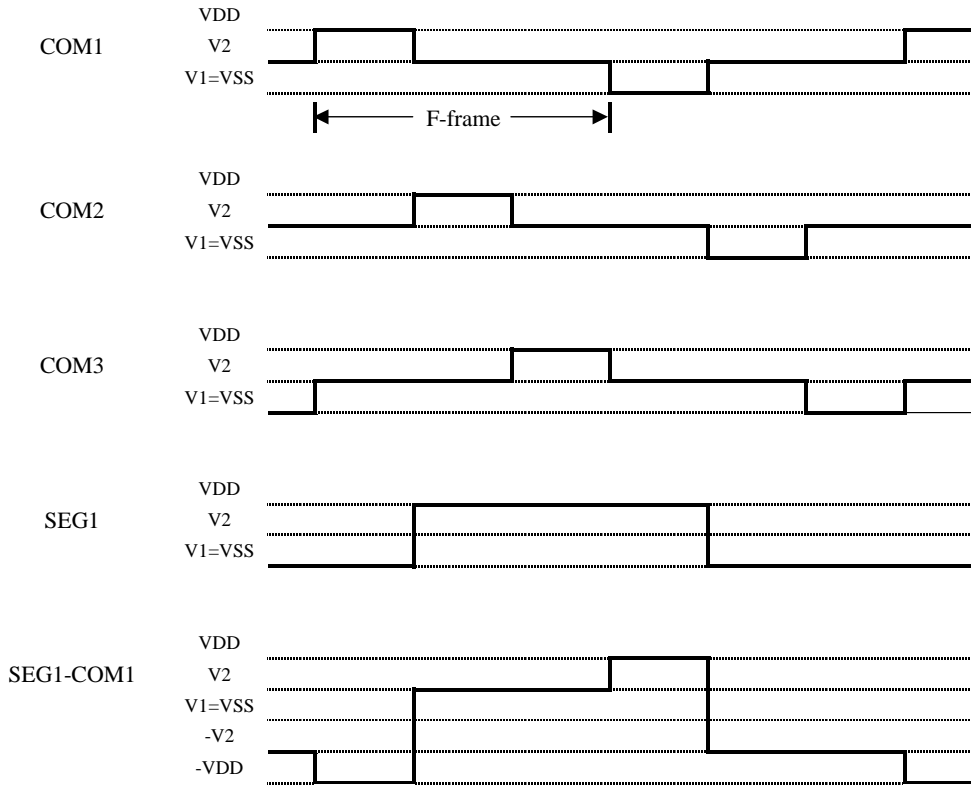 VDD
COM1
V2
V1=VSS
F-frame
VDD
COM2
V2
V1=VSS
VDD
COM3
V2
V1=VSS
VDD
SEG1
V2
V1=VSS
VDD
SEG1-COM1
V2
V1=VSS
-V2
-VDD